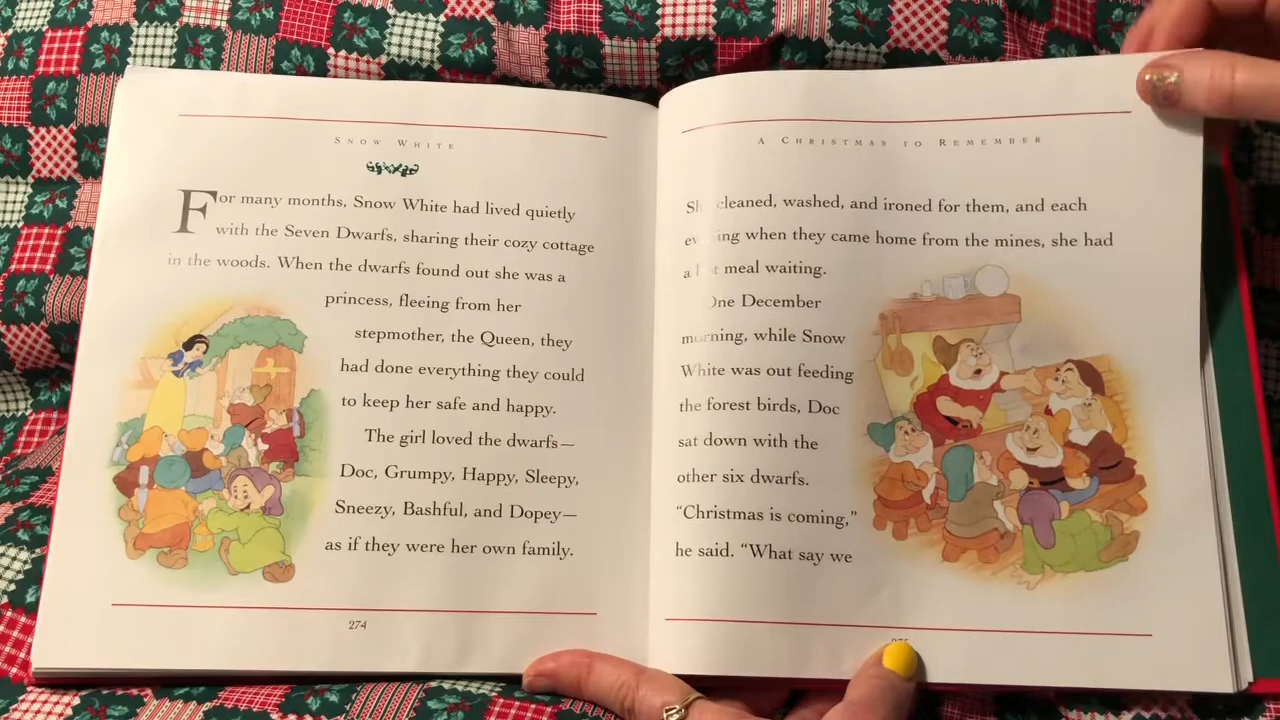 SNOW WHITE
For many months, Snow White had lived quietly
with the Seven Dwarfs, sharing their cozy cottage
in the woods. When the dwarfs found out she was a
princess, fleeing from her
stepmother, the Queen, they
had done everything they could
to keep her safe and happy.
The girl loved the dwarfs—
Doc, Grumpy, Happy, Sleepy,
Sneezy, Bashful, and Dopey—
as if they were her own family.
274
A CHRISTMAS TO REMEMBER
She cleaned, washed, and ironed for them, and each
evening when they came home from the mines, she had
a hot meal waiting.
One December
morning, while Snow
White was out feeding
the forest birds, Doc
sat down with the
other six dwarfs.
“Christmas is coming,”
he said. “What say we